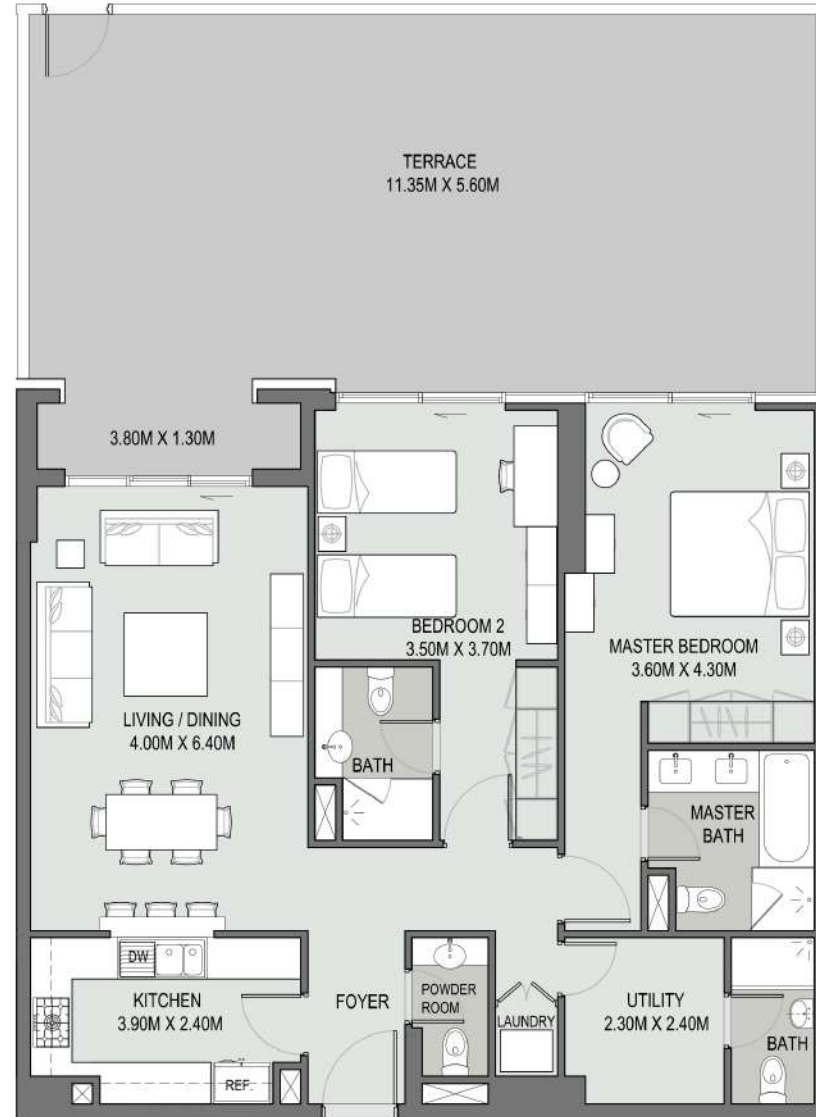 TERRACE
11.35M X 5.60M
3.80M X 1.30M
BEDROOM 2
3.50M X 3.70M
MASTER BEDROOM
3.60M X 4.30M
LIVING / DINING
4.00M X 6.40M
BATH
MASTER
BATH
DW
KITCHEN
3.90M X 2.40M
FOYER
POWDER
ROOM
LAUNDRY
UTILITY
2.30M X 2.40M
BATH
REF.